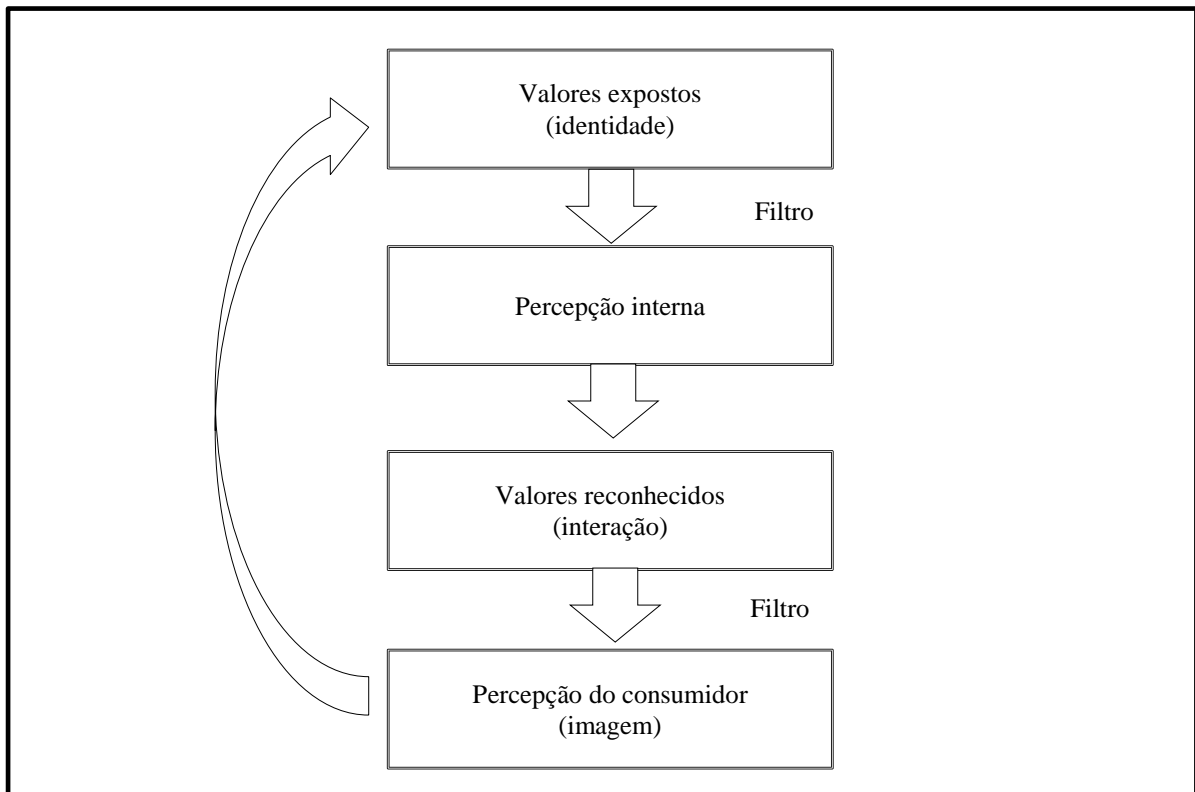 Valores expostos
(identidade)
Filtro
Percepção interna
Valores reconhecidos
(interação)
Filtro
Percepção do consumidor
(imagem)